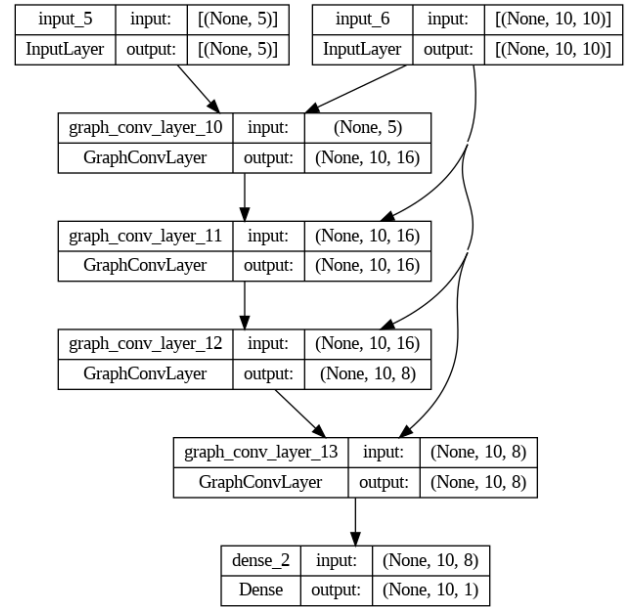 input_5 input: [(None, 5)]
InputLayer output: [(None, 5)]
input_6 input: [(None, 10, 10)]
InputLayer output: [(None, 10, 10)]
graph_conv_layer_10 input: (None, 5)
GraphConvLayer output: (None, 10, 16)
graph_conv_layer_11 input: (None, 10, 16)
GraphConvLayer output: (None, 10, 16)
graph_conv_layer_12 input: (None, 10, 16)
GraphConvLayer output: (None, 10, 8)
graph_conv_layer_13 input: (None, 10, 8)
GraphConvLayer output: (None, 10, 8)
dense_2 input: (None, 10, 8)
Dense output: (None, 10, 1)